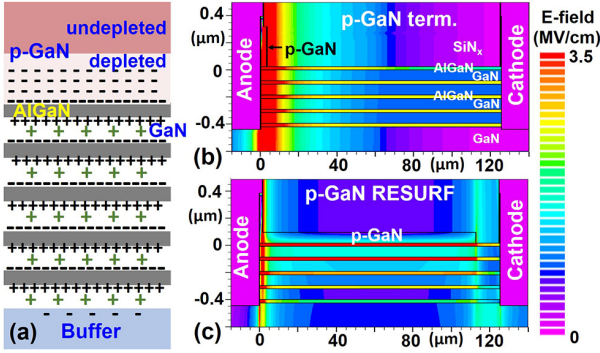 undepleted
p-GaN
depleted
AlGaN
GaN
(a)
Buffer
0.4
(μm)
0
-0.4
Anode
p-GaN term.
p-GaN
SiNx
AlGaN
GaN
AlGaN
GaN
GaN
Cathode
(b)
0
40
80
(μm)
120
0.4
(μm)
0
-0.4
Anode
p-GaN RESURF
p-GaN
Cathode
(c)
0
40
80
(μm)
120
E-field
(MV/cm)
3.5
0